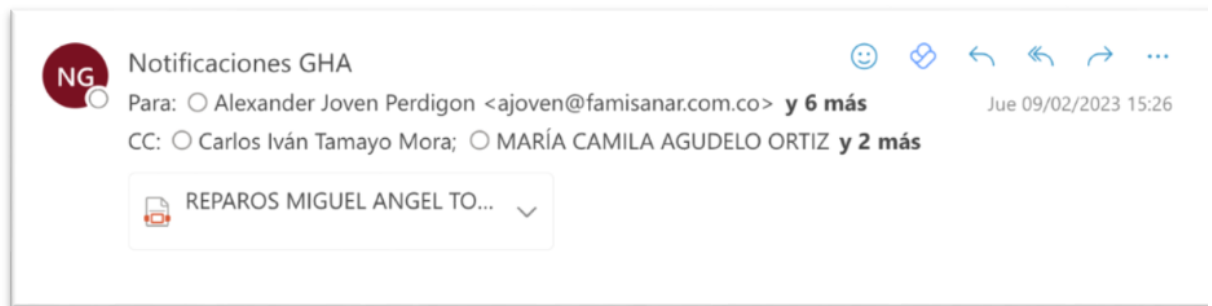 NG
Notificaciones GHA
Para: Alexander Joven Perdigon <ajoven@famisanar.com.co> y 6 más
Jue 09/02/2023 15:26
CC: Carlos Iván Tamayo Mora; MARÍA CAMILA AGUDELO ORTIZ y 2 más
REPAROS MIGUEL ANGEL TO...